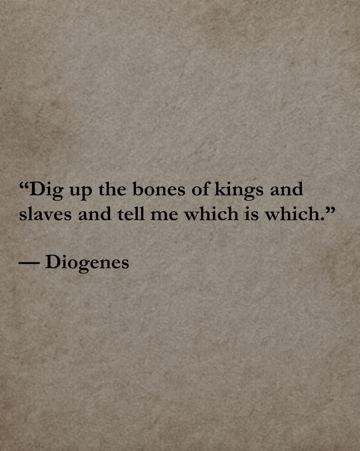 “Dig up the bones of kings and
slaves and tell me which is which.”
— Diogenes